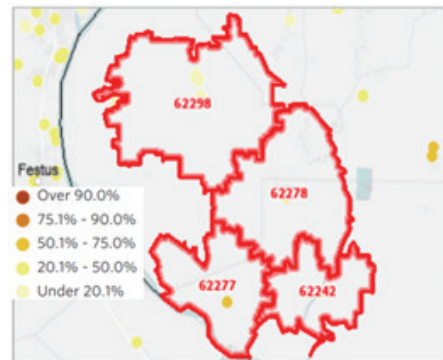 62298
Festus
Over 90.0%
75.1% - 90.0%
50.1% - 75.0%
20.1% - 50.0%
Under 20.1%
62278
62277
62242